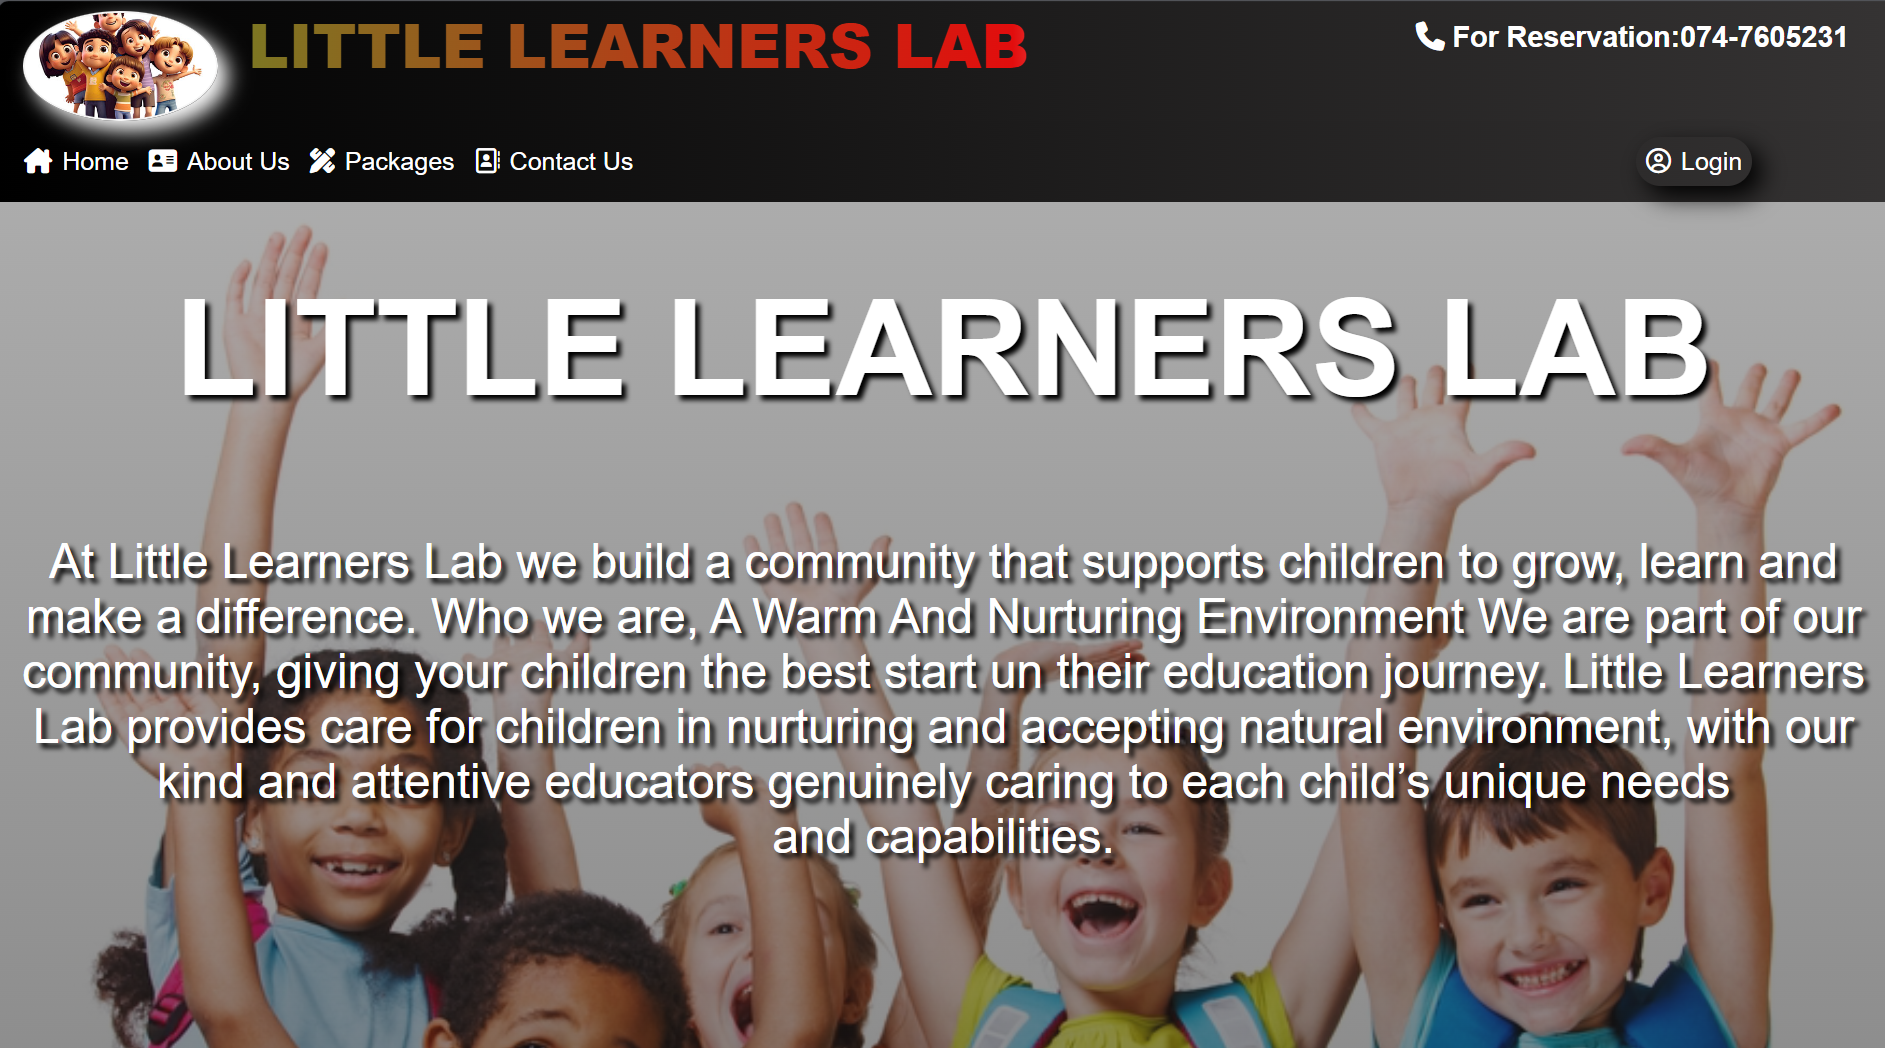 LITTLE LEARNERS LAB
For Reservation:074-7605231
Home About Us Packages Contact Us Login
LITTLE LEARNERS LAB
At Little Learners Lab we build a community that supports children to grow, learn and
make a difference. Who we are, A Warm And Nurturing Environment We are part of our
community, giving your children the best start un their education journey. Little Learners
Lab provides care for children in nurturing and accepting natural environment, with our
kind and attentive educators genuinely caring to each child’s unique needs
and capabilities.